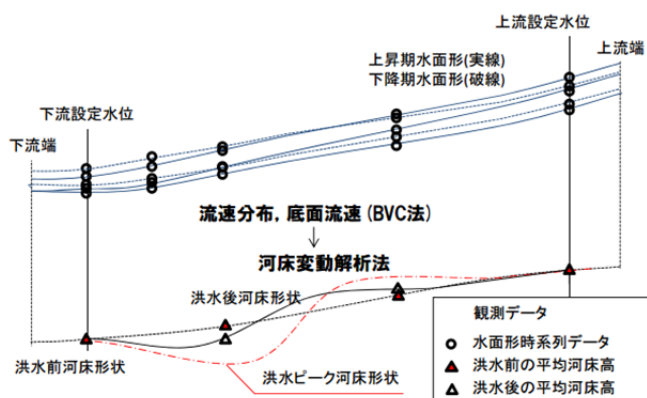 上流設定水位
上流端
上昇期水面形(実線)
下降期水面形(破線)
下流設定水位
下流端
流速分布, 底面流速 (BVC法)
河床変動解析法
洪水後河床形状
洪水前河床形状
洪水ピーク河床形状
観測データ
水面形時系列データ
洪水前の平均河床高
洪水後の平均河床高